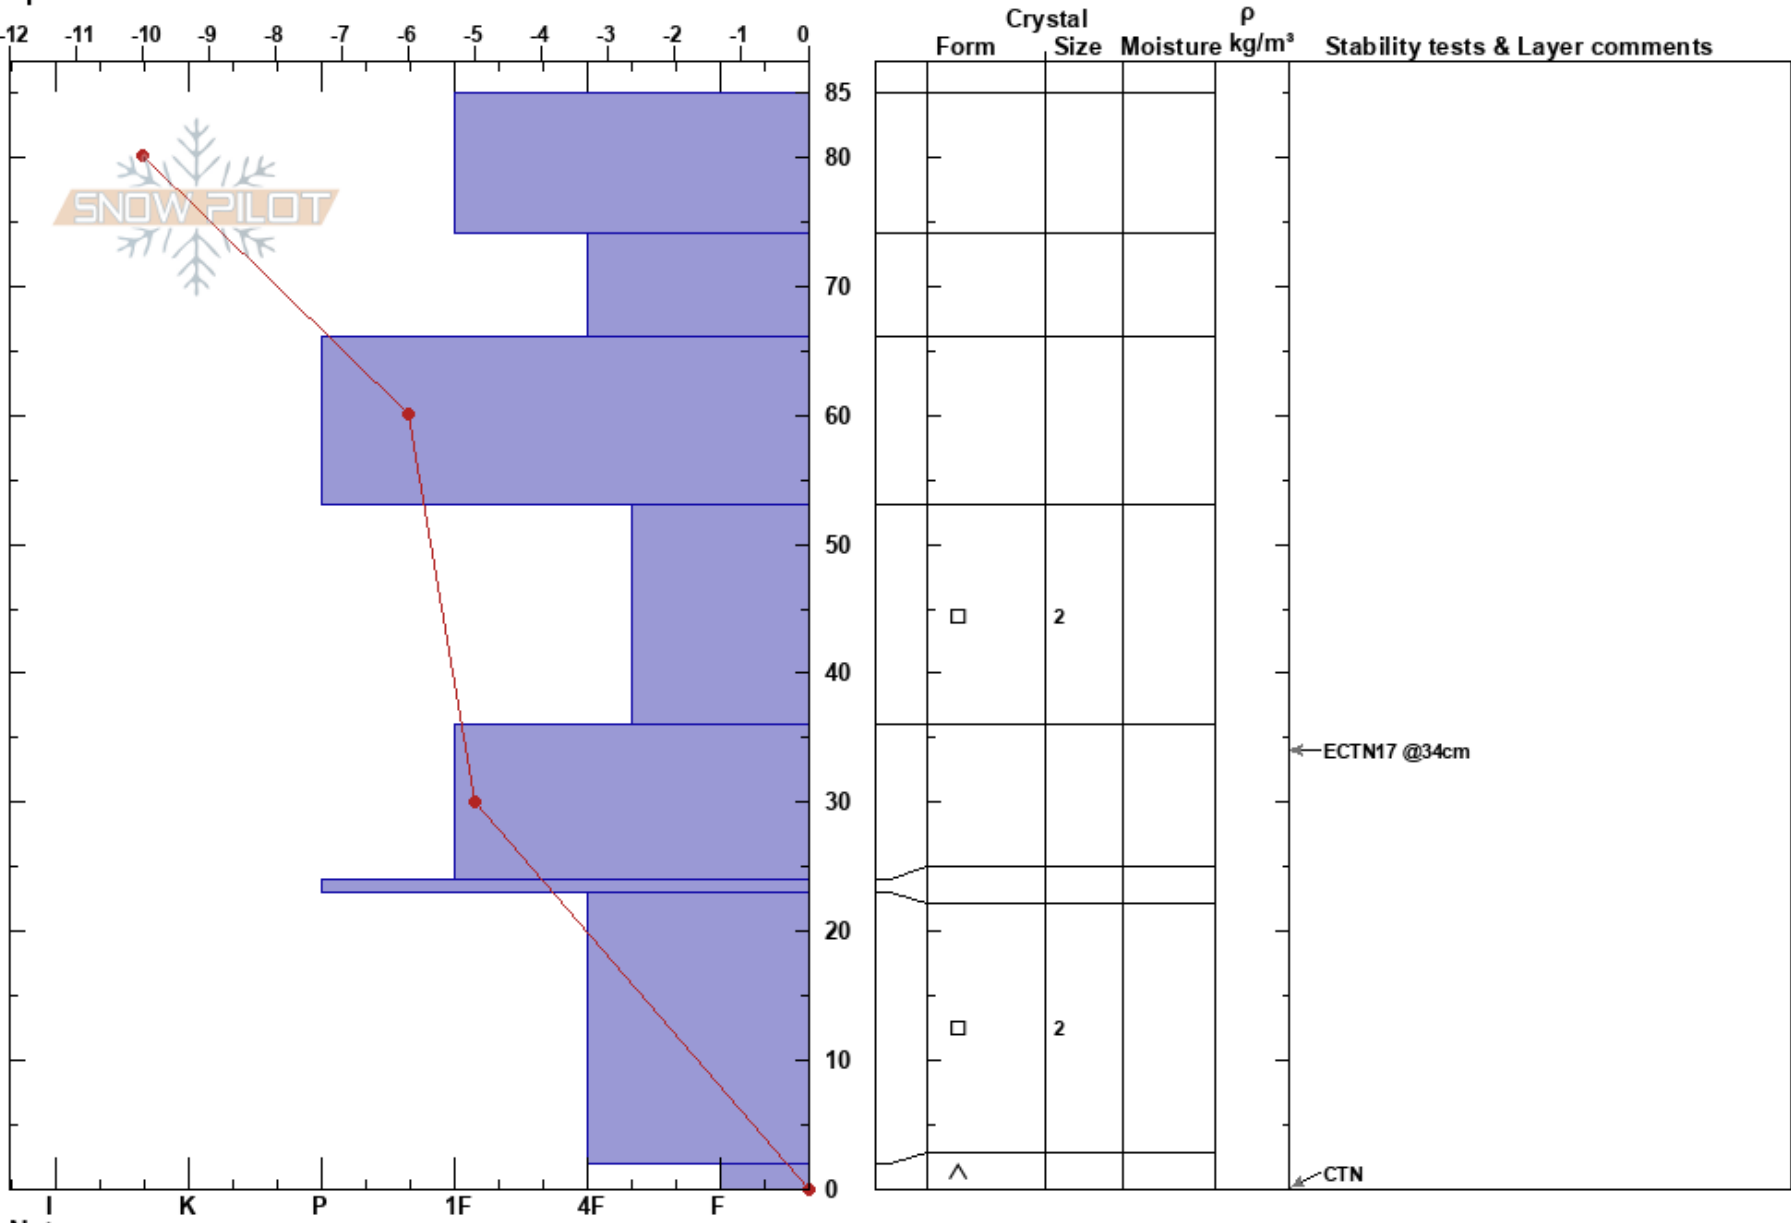 Crystal ρ
-12 -11 -10 -9 -8 -7 -6 -5 -4 -3 -2 -1 0 Form Size Moisture kg/m³ Stability tests & Layer comments
85
80
SNOW PILOT
70
60
50
2
40
ECTN17 @34cm
30
20
2
10
CTN
0
I K P 1F 4F F